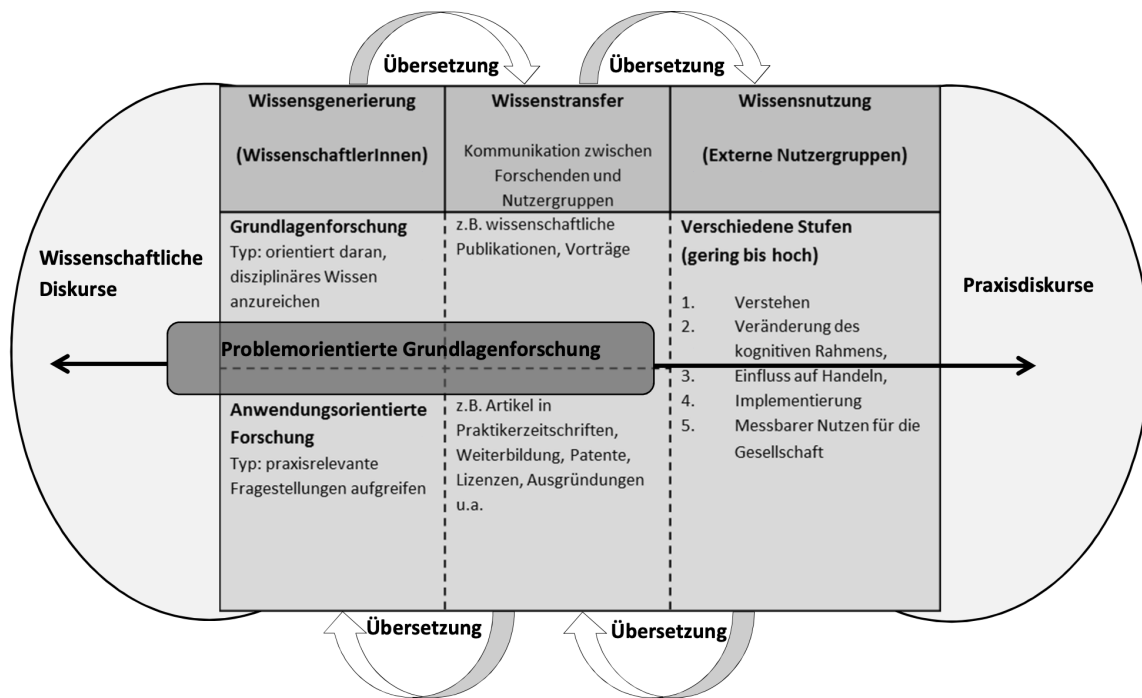 Übersetzung
Übersetzung
Wissensgenerierung
(WissenschaftlerInnen)
Wissenstransfer
Kommunikation zwischen
Forschenden und
Nutzergruppen
Wissensnutzung
(Externe Nutzergruppen)
Wissenschaftliche
Diskurse
Grundlagenforschung
Typ: orientiert daran,
disziplinäres Wissen
anzureichen
z.B. wissenschaftliche
Publikationen, Vorträge
Problemorientierte Grundlagenforschung
Anwendungsorientierte
Forschung
Typ: praxisrelevante
Fragestellungen aufgreifen
z.B. Artikel in
Praktikerzeitschriften,
Weiterbildung, Patente,
Lizenzen, Ausgründungen
u.a.
Verschiedene Stufen
(gering bis hoch)
1. Verstehen
2. Veränderung des
kognitiven Rahmens,
3. Einfluss auf Handeln,
4. Implementierung
5. Messbarer Nutzen für die
Gesellschaft
Praxisdiskurse
Übersetzung
Übersetzung